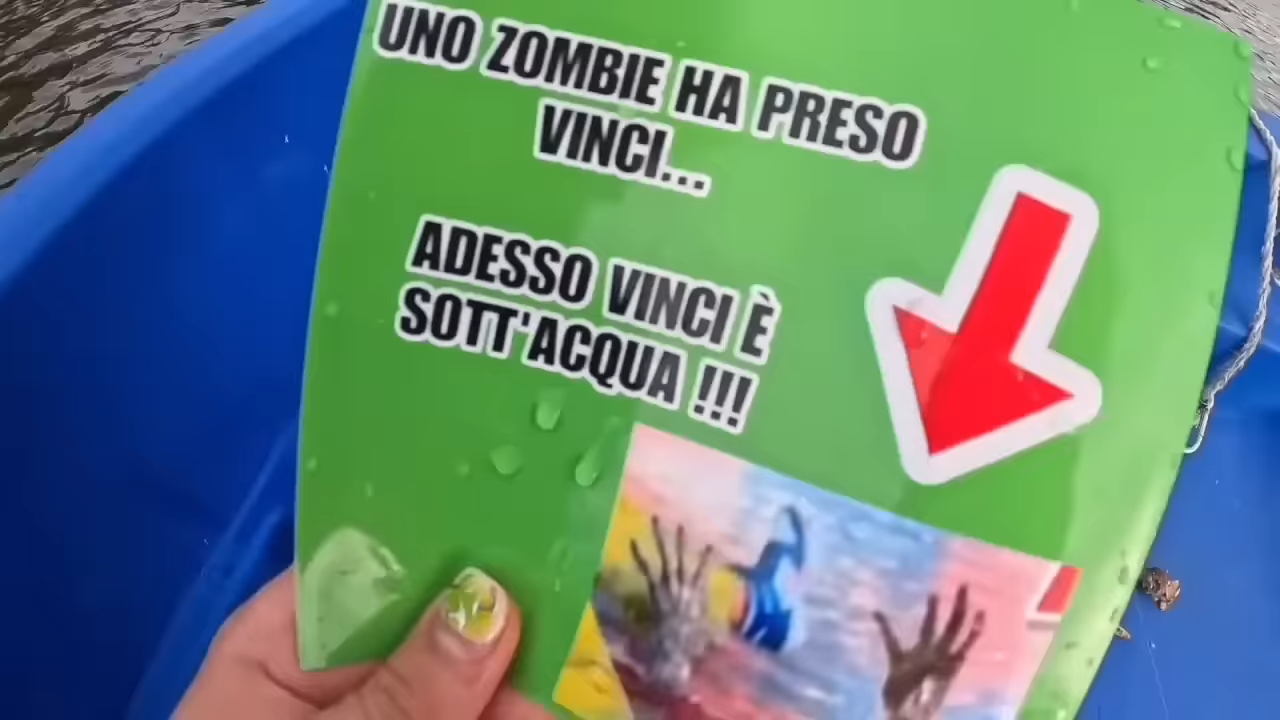 UNO ZOMBIE HA PRESO
VINCI...
ADESSO VINCI È
SOTT'ACQUA !!!